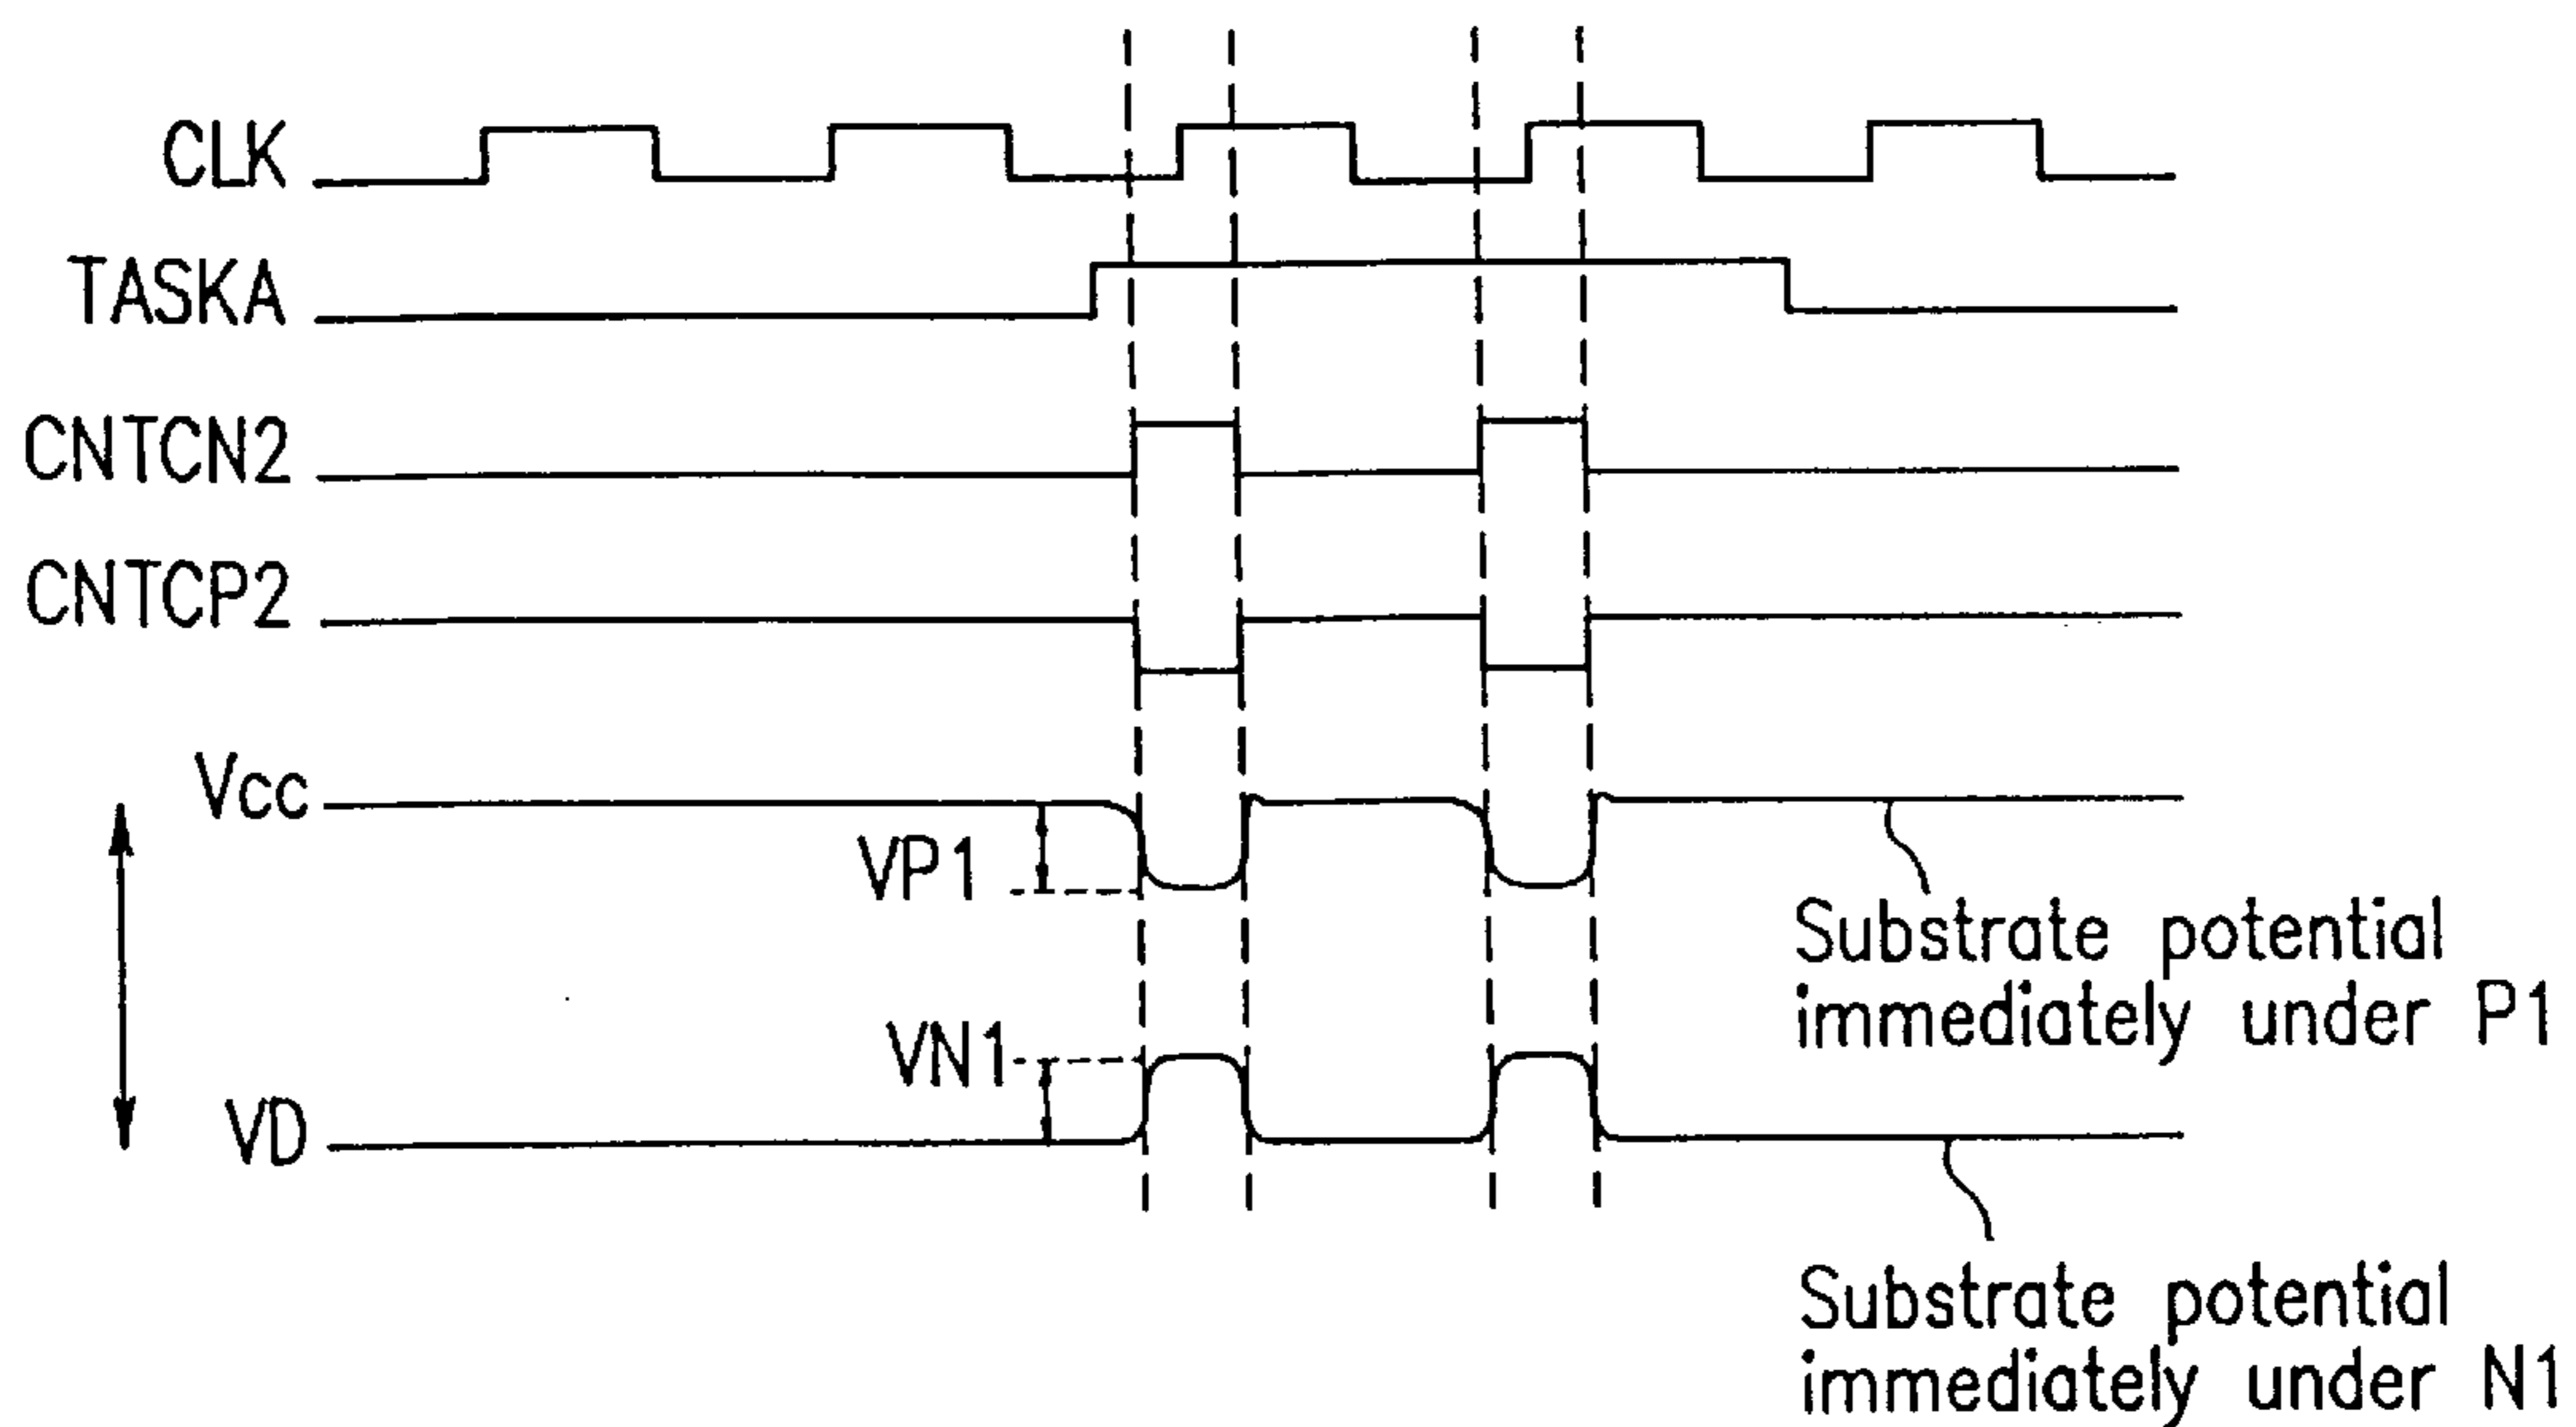 CLK
TASKA
CNTCN2
CNTCP2
Vcc
VP1
Substrate potential
immediately under P1
VN1
VD
Substrate potential
immediately under N1